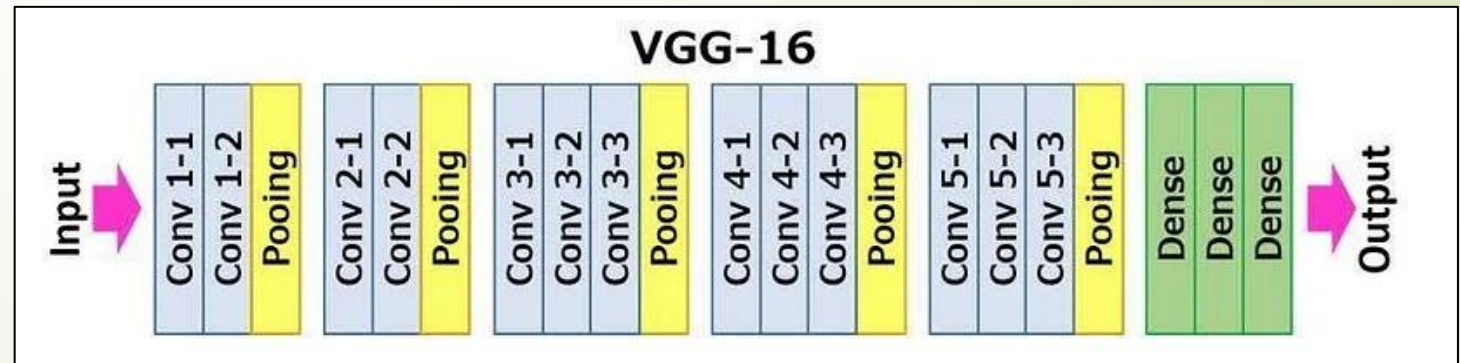 VGG-16
Input
Conv 1-1
Conv 1-2
Pooing
Conv 2-1
Conv 2-2
Pooing
Conv 3-1
Conv 3-2
Conv 3-3
Pooing
Conv 4-1
Conv 4-2
Conv 4-3
Pooing
Conv 5-1
Conv 5-2
Conv 5-3
Pooing
Dense
Dense
Dense
Output